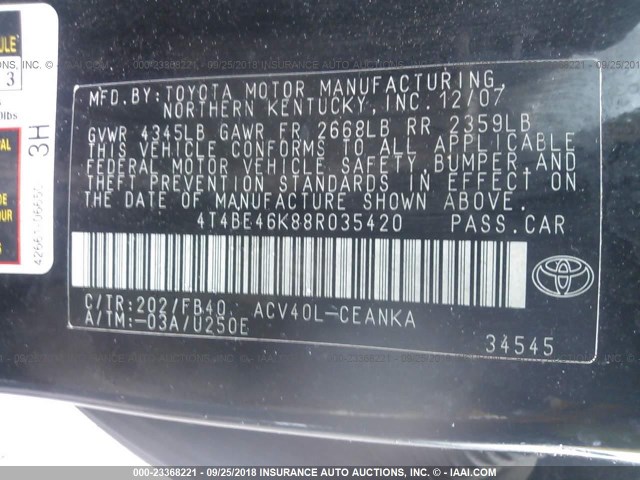 MFD.BY:TOYOTA MOTOR MANUFACTURING,
NORTHERN KENTUCKY, INC. 12/07
GVWR 4345LB GAWR FR 2668LB RR 2359LB
THIS VEHICLE CONFORMS TO ALL APPLICABLE
FEDERAL MOTOR VEHICLE SAFETY, BUMPER, AND
THEFT PREVENTION STANDARDS IN EFFECT ON
THE DATE OF MANUFACTURE SHOWN ABOVE.
4T4BE46K88R035420 PASS.CAR
C/TR:202/FB40 ACV40L-CEANKA
A/TM:-03A/U250E
34545
3H
3
000-23368221 - 09/25/2018 INSURANCE AUTO AUCTIONS, INC. - © - IAAI.COM